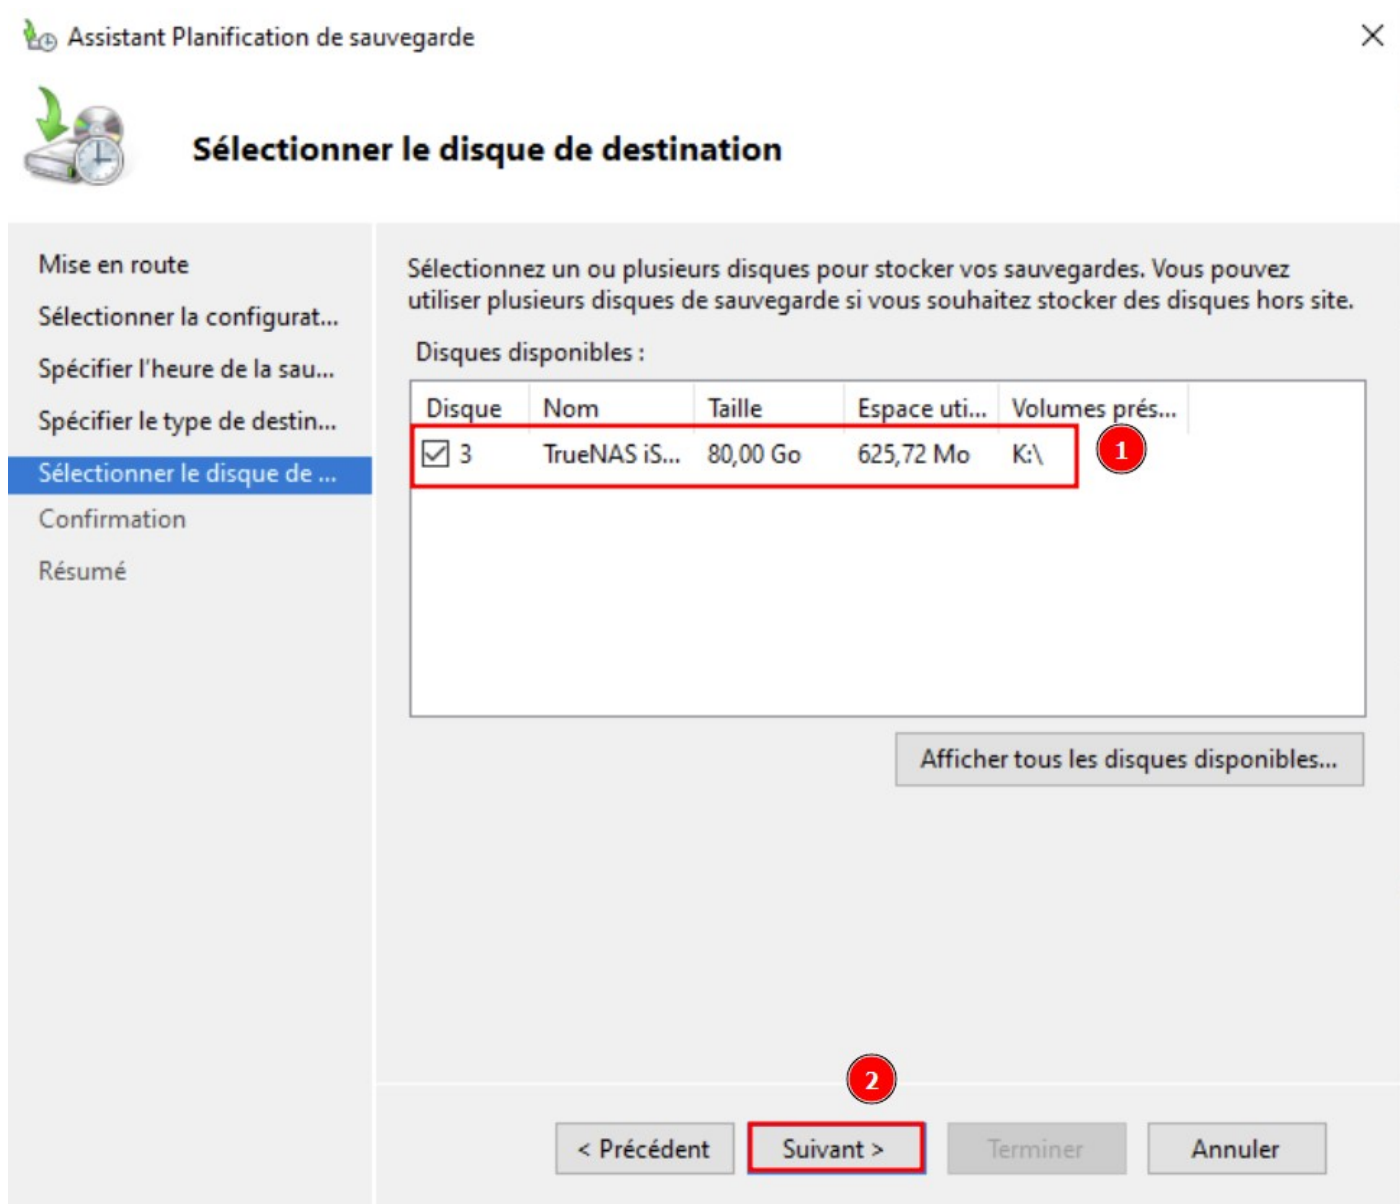 Assistant Planification de sauvegarde
Sélectionner le disque de destination
Mise en route
Sélectionner la configurat...
Spécifier l'heure de la sau...
Spécifier le type de destin...
Sélectionner le disque de ...
Confirmation
Résumé
Sélectionnez un ou plusieurs disques pour stocker vos sauvegardes. Vous pouvez
utiliser plusieurs disques de sauvegarde si vous souhaitez stocker des disques hors site.
Disques disponibles :
Disque Nom Taille Espace uti... Volumes prés...
3 TrueNAS iS... 80,00 Go 625,72 Mo K:\
1
Afficher tous les disques disponibles...
2
< Précédent Suivant > Terminer Annuler